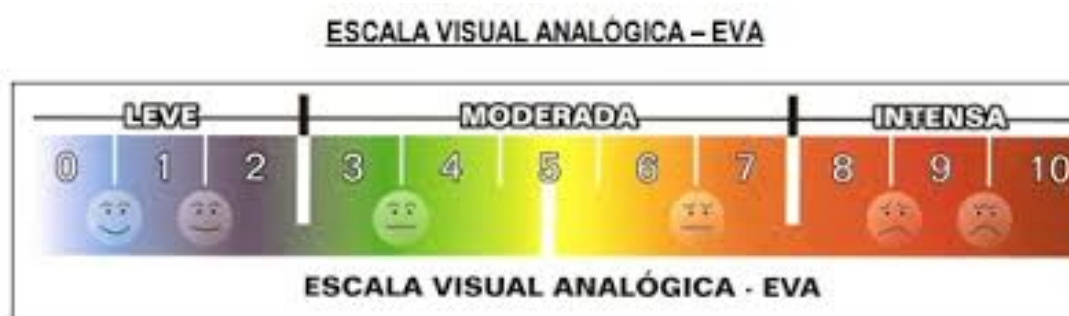 ESCALA VISUAL ANALÓGICA – EVA
LEVE MODERADA INTENSA
0 1 2 3 4 5 6 7 8 9 10
ESCALA VISUAL ANALÓGICA - EVA